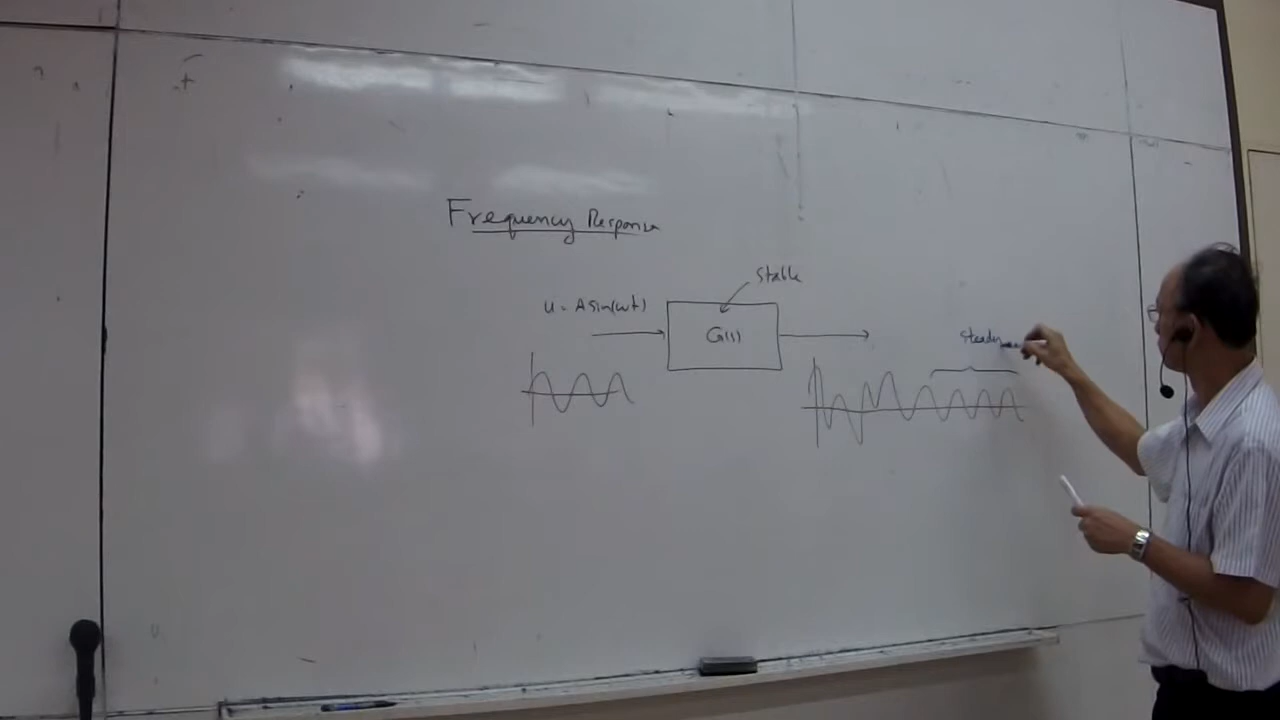 Frequency Response
Stable
u = A sin(ωt)
G(s)
Steady